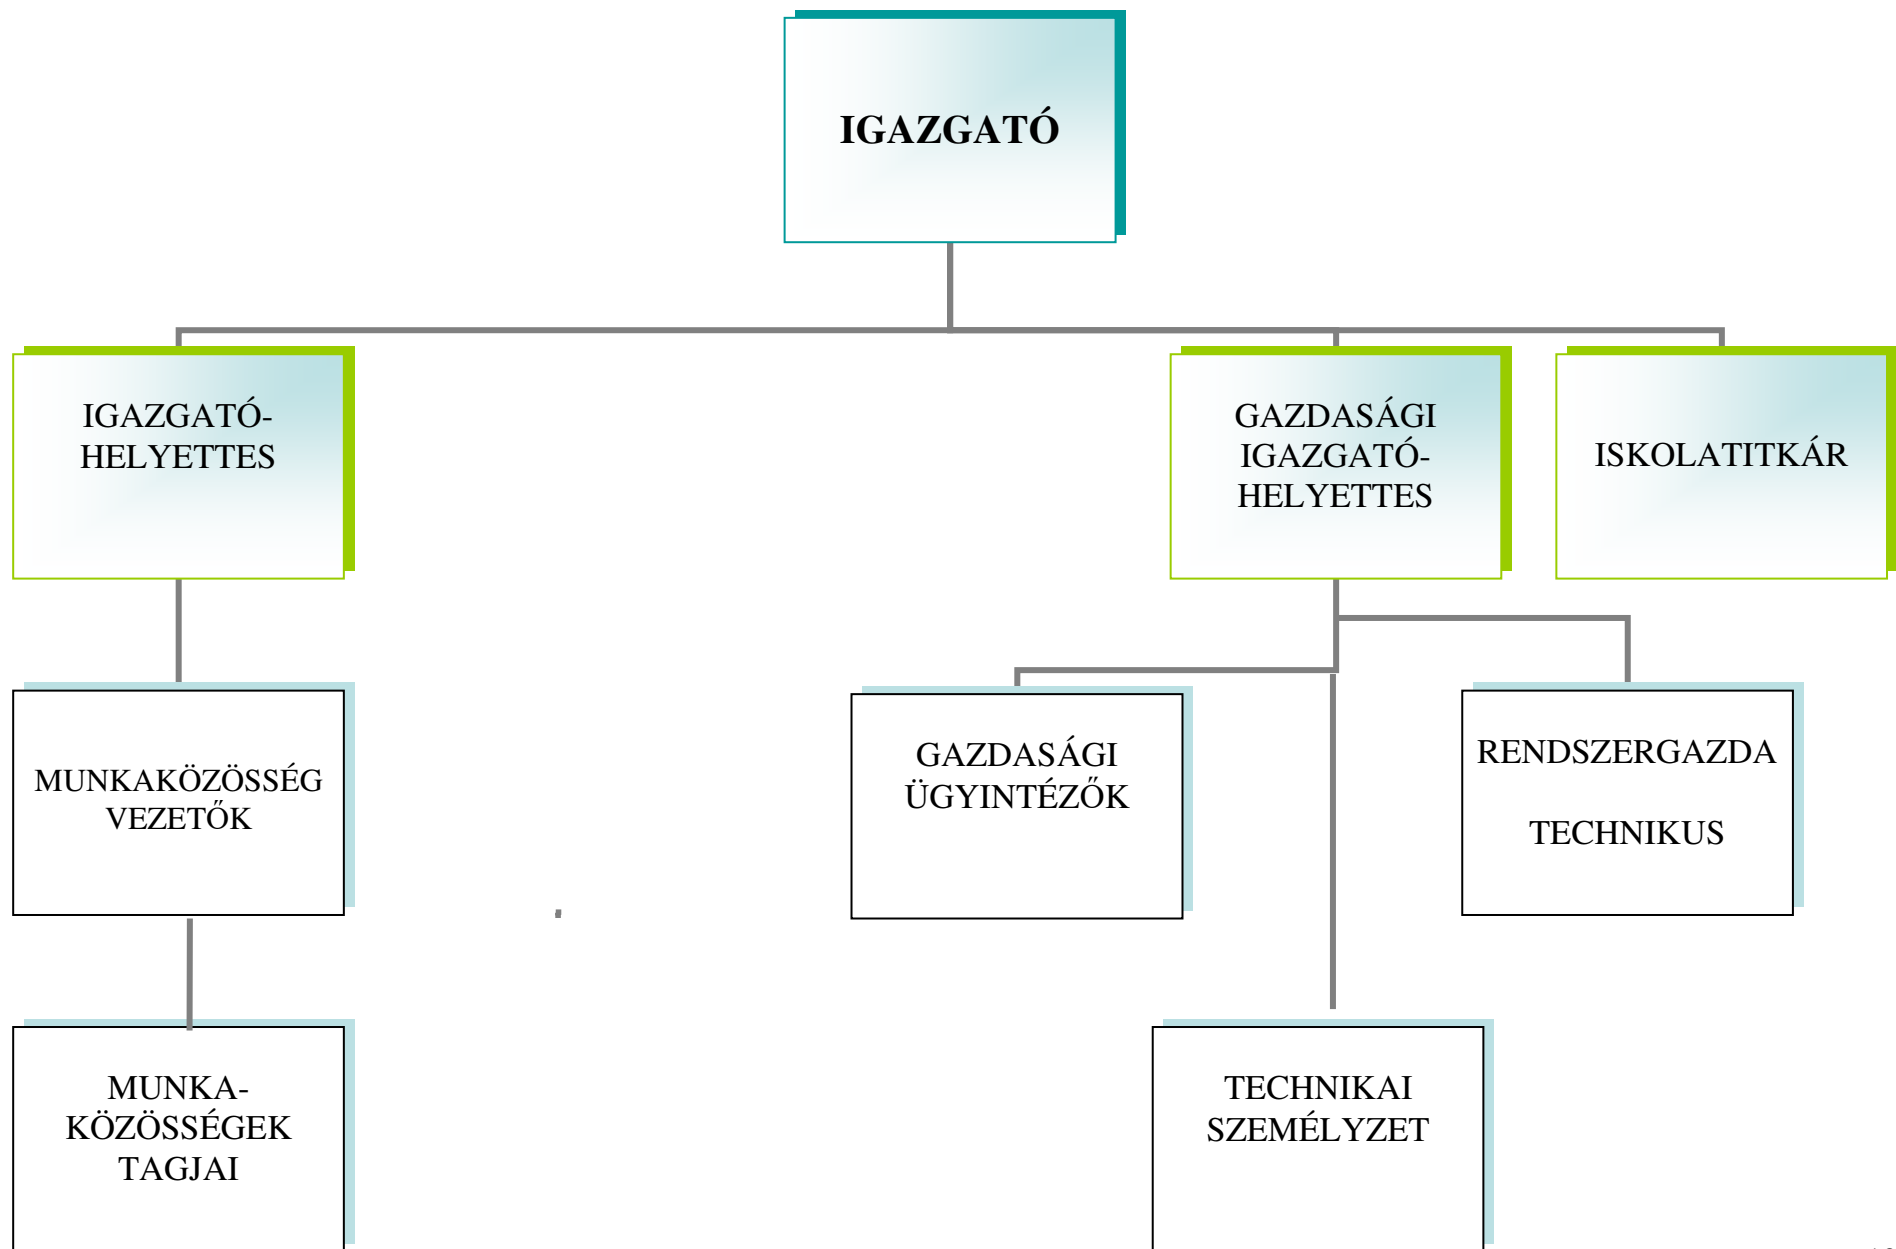 IGAZGATÓ
IGAZGATÓ-
HELYETTES
GAZDASÁGI
IGAZGATÓ-
HELYETTES
ISKOLATITKÁR
MUNKAKÖZÖSSÉG
VEZETŐK
GAZDASÁGI
ÜGYINTÉZŐK
RENDSZERGAZDA
TECHNIKUS
MUNKA-
KÖZÖSSÉGEK
TAGJAI
TECHNIKAI
SZEMÉLYZET